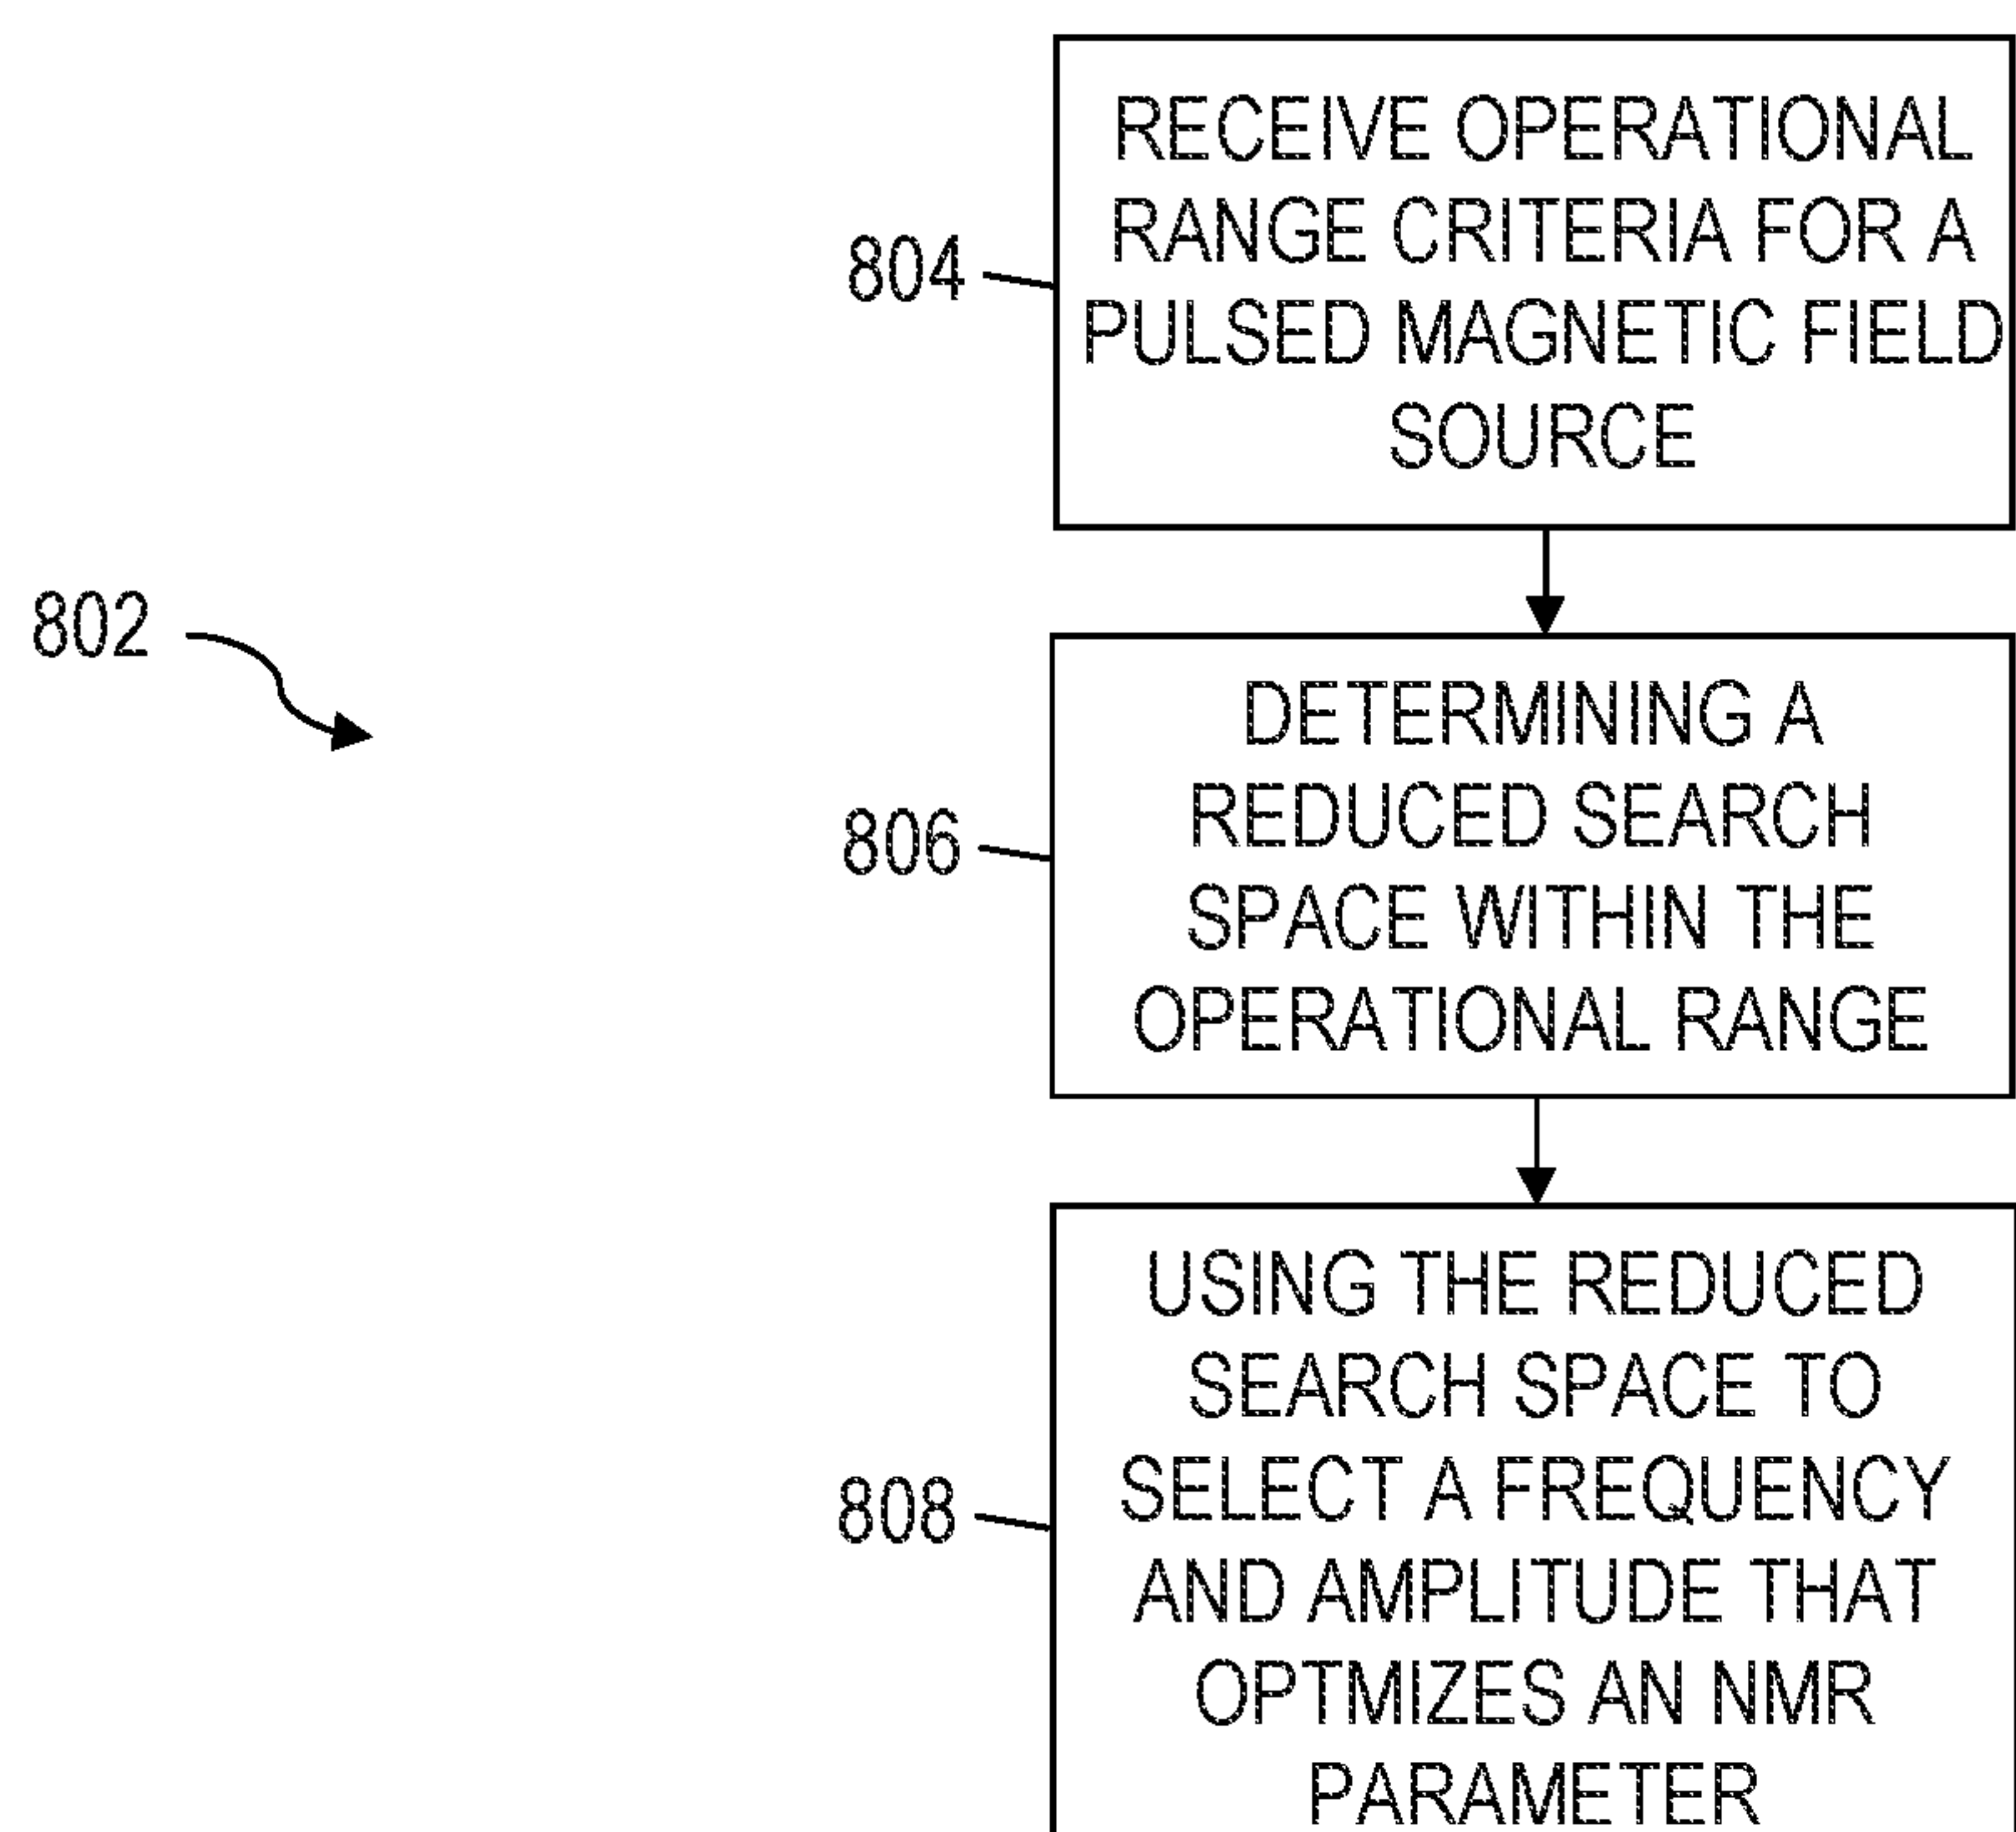 804
RECEIVE OPERATIONAL
RANGE CRITERIA FOR A
PULSED MAGNETIC FIELD
SOURCE
802
806
DETERMINING A
REDUCED SEARCH
SPACE WITHIN THE
OPERATIONAL RANGE
808
USING THE REDUCED
SEARCH SPACE TO
SELECT A FREQUENCY
AND AMPLITUDE THAT
OPTMIZES AN NMR
PARAMETER